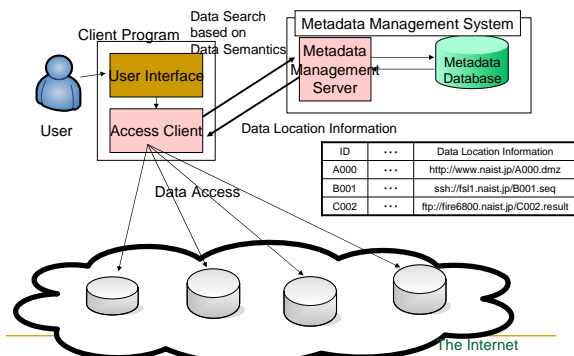 Data Search
based on
Data Semantics
Metadata Management System
Client Program
User Interface
Access Client
User
Metadata
Management
Server
Metadata
Database
Data Location Information
ID ⋯ Data Location Information
A000 ⋯ http://www.naist.jp/A000.dmz
B001 ⋯ ssh://fsl1.naist.jp/B001.seq
C002 ⋯ ftp://fire6800.naist.jp/C002.result
Data Access
The Internet